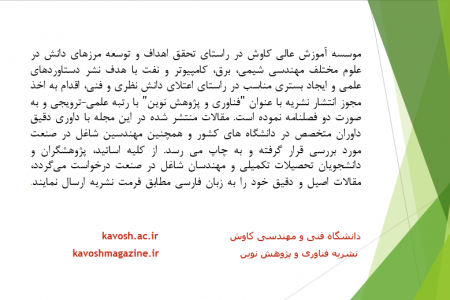 موسسه آموزش عالی کاوش در راستای تحقق اهداف و توسعه مرزهای دانش در
علوم مختلف مهندسی شیمی، برق، کامپیوتر و نفت با هدف نشر دستاوردهای
علمی و ایجاد بستری مناسب در راستای اعتلای دانش نظری و فنی، اقدام به اخذ
مجوز انتشار نشریه با عنوان "فناوری و پژوهش نوین" با رتبه علمی-ترویجی و به
صورت دو فصلنامه نموده است. مقالات منتشر شده در این مجله با داوری دقیق
داوران متخصص در دانشگاه های کشور و همچنین مهندسین شاغل در صنعت
مورد بررسی قرار گرفته و به چاپ می رسد. از کلیه اساتید، پژوهشگران و
دانشجویان تحصیلات تکمیلی و مهندسان شاغل در صنعت درخواست می‌گردد،
مقالات اصیل و دقیق خود را به زبان فارسی مطابق فرمت نشریه ارسال نمایند.
دانشگاه فنی و مهندسی کاوش kavosh.ac.ir
نشریه فناوری و پژوهش نوین kavoshmagazine.ir